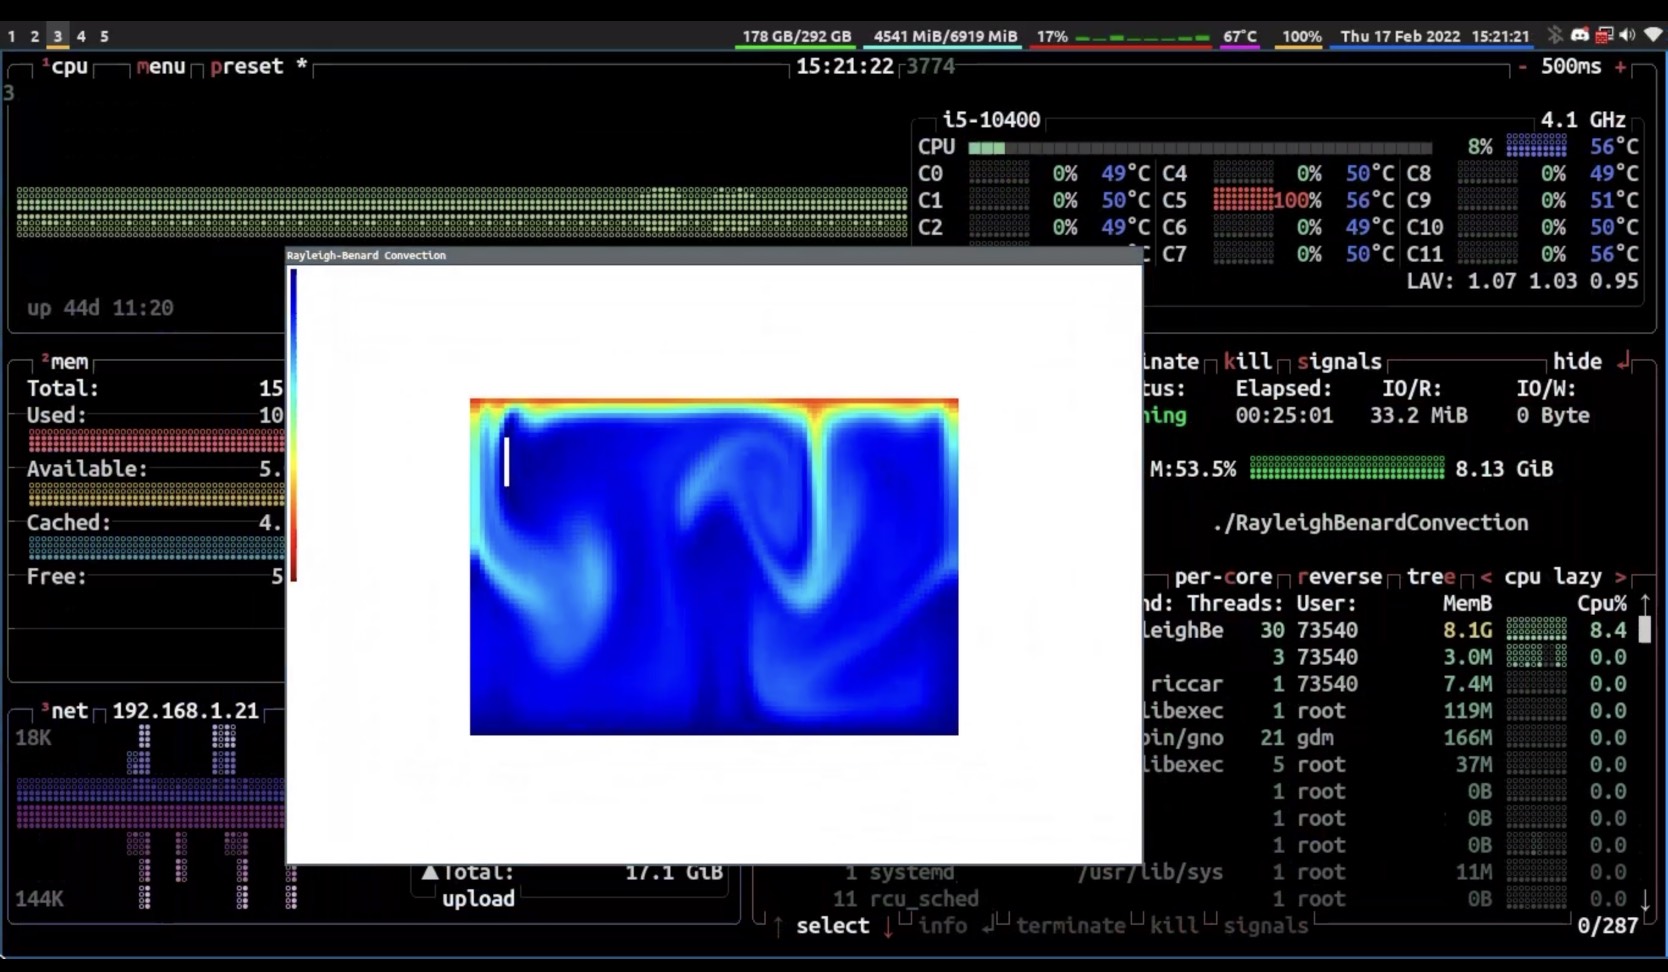 1 2 3 4 5 178 GB/292 GB 4541 MiB/6919 MiB 17% 67°C 100% Thu 17 Feb 2022 15:21:21
¹cpu menu preset * 15:21:22 3774 - 500ms +
3
i5-10400 4.1 GHz
CPU 8% 56°C
C0 0% 49°C C4 0% 50°C C8 0% 49°C
C1 0% 50°C C5 100% 56°C C9 0% 51°C
C2 0% 49°C C6 0% 49°C C10 0% 50°C
C C7 0% 50°C C11 0% 56°C
LAV: 1.07 1.03 0.95
up 44d 11:20
Rayleigh-Benard Convection
²mem
Total: 15
Used: 10
Available: 5.
Cached: 4.
Free: 5
inate kill signals hide ↲
tus: Elapsed: IO/R: IO/W:
ning 00:25:01 33.2 MiB 0 Byte
M:53.5% 8.13 GiB
./RayleighBenardConvection
per-core reverse tree < cpu lazy >
nd: Threads: User: MemB Cpu% ↑
leighBe 30 73540 8.1G 8.4
3 73540 3.0M 0.0
riccar 1 73540 7.4M 0.0
libexec 1 root 119M 0.0
bin/gno 21 gdm 166M 0.0
libexec 5 root 37M 0.0
1 root 0B 0.0
1 root 0B 0.0
1 root 0B 0.0
1 systemd /usr/lib/sys 1 root 11M 0.0
11 rcu_sched 1 root 0B 0.0 ↓
↑ select ↓ info ↲ terminate kill signals 0/287
³net 192.168.1.21
18K
144K
▲Total: 17.1 GiB
upload